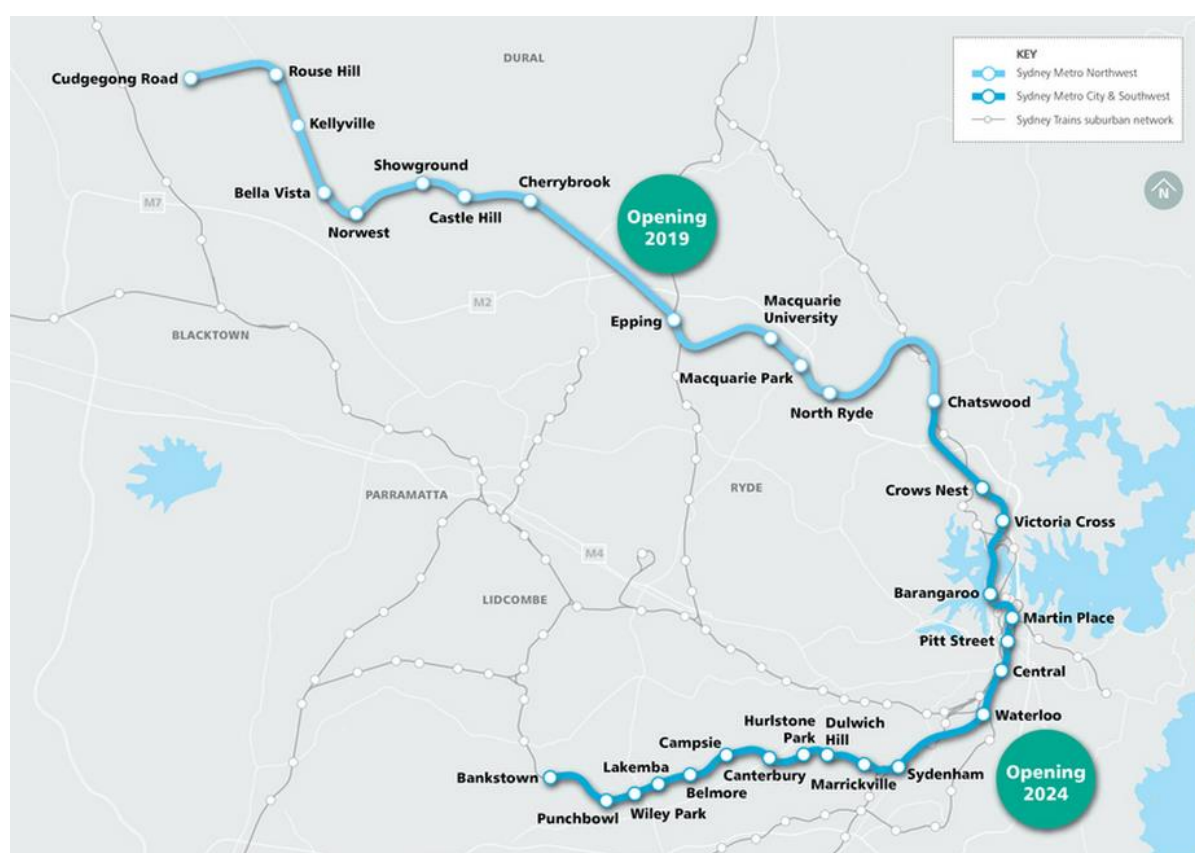 DURAL
KEY
Sydney Metro Northwest
Sydney Metro City & Southwest
Sydney Trains suburban network
N
Cudgegong Road
Rouse Hill
Kellyville
Showground
Cherrybrook
Bella Vista
Castle Hill
Norwest
M7
Opening
2019
M2
Macquarie
University
Epping
BLACKTOWN
Macquarie Park
North Ryde
Chatswood
PARRAMATTA
RYDE
Crows Nest
Victoria Cross
M4
Barangaroo
LIDCOMBE
Martin Place
Pitt Street
Central
Waterloo
Hurlstone
Park
Dulwich
Hill
Campsie
Lakemba
Bankstown
Canterbury
Sydenham
Marrickville
Belmore
Wiley Park
Punchbowl
Opening
2024